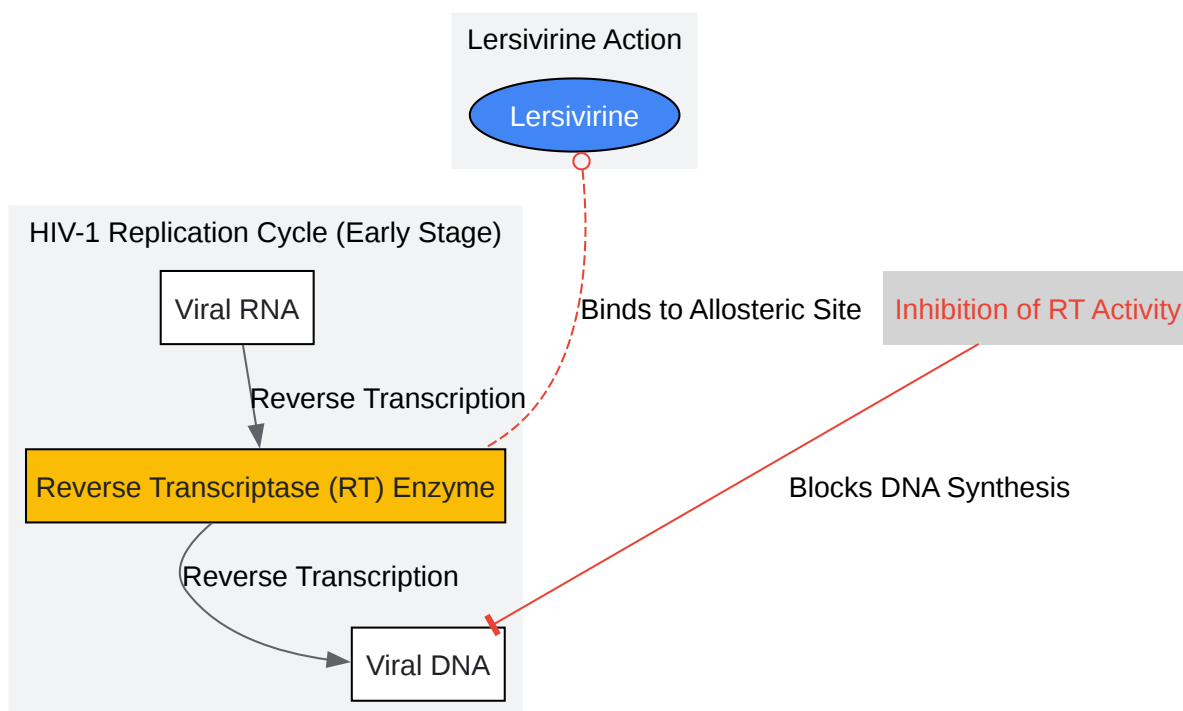 Lersivirine Action
Lersivirine
HIV-1 Replication Cycle (Early Stage)
Viral RNA
Binds to Allosteric Site
Inhibition of RT Activity
Reverse Transcription
Reverse Transcriptase (RT) Enzyme
Blocks DNA Synthesis
Reverse Transcription
Viral DNA